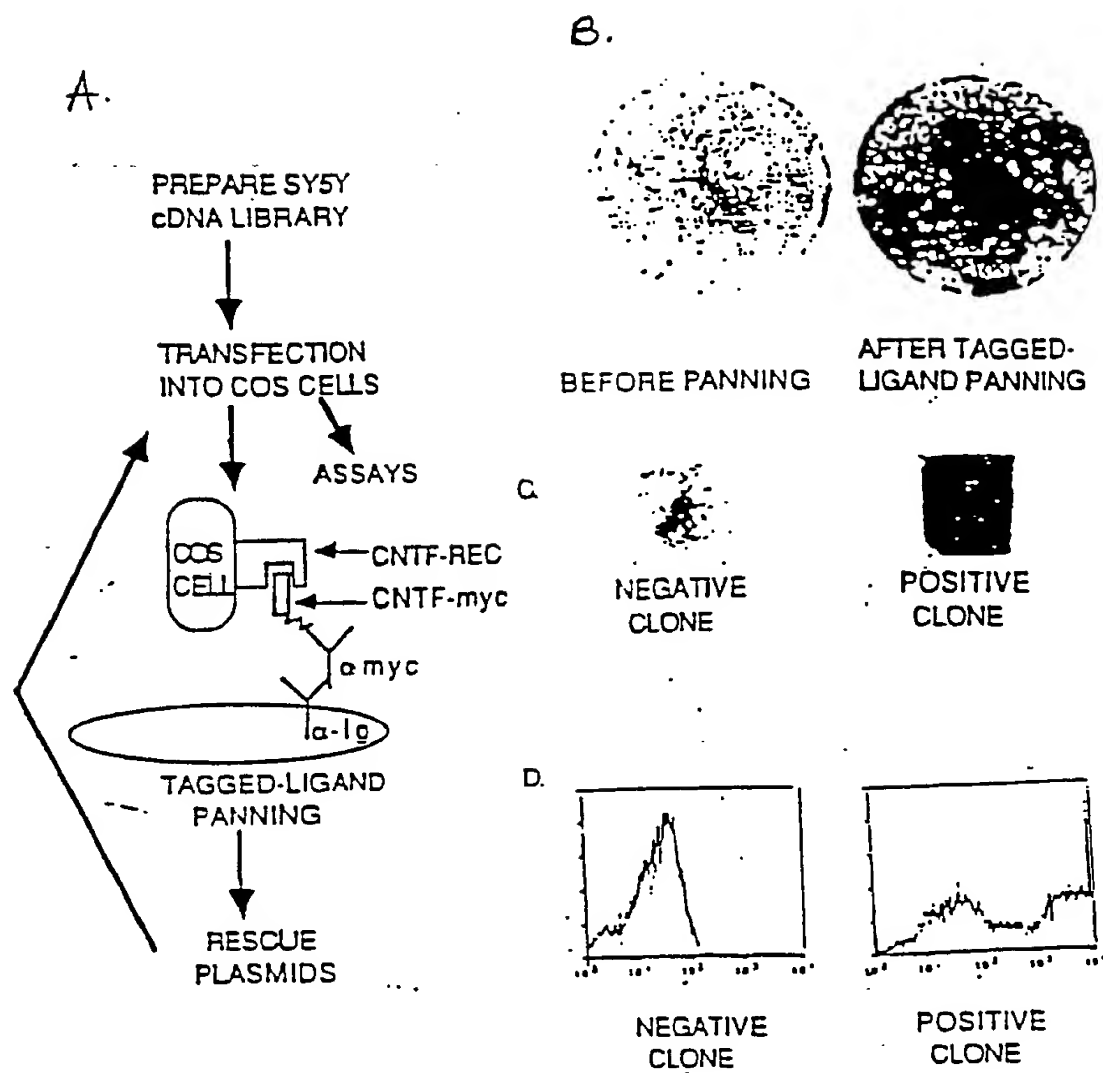 A.
PREPARE SY5Y
cDNA LIBRARY
TRANSFECTION
INTO COS CELLS
ASSAYS
COS
CELL
CNTF-REC
CNTF-myc
α myc
α-Ig
TAGGED-LIGAND
PANNING
RESCUE
PLASMIDS
B.
BEFORE PANNING
AFTER TAGGED-
LIGAND PANNING
C.
NEGATIVE
CLONE
POSITIVE
CLONE
D.
NEGATIVE
CLONE
POSITIVE
CLONE